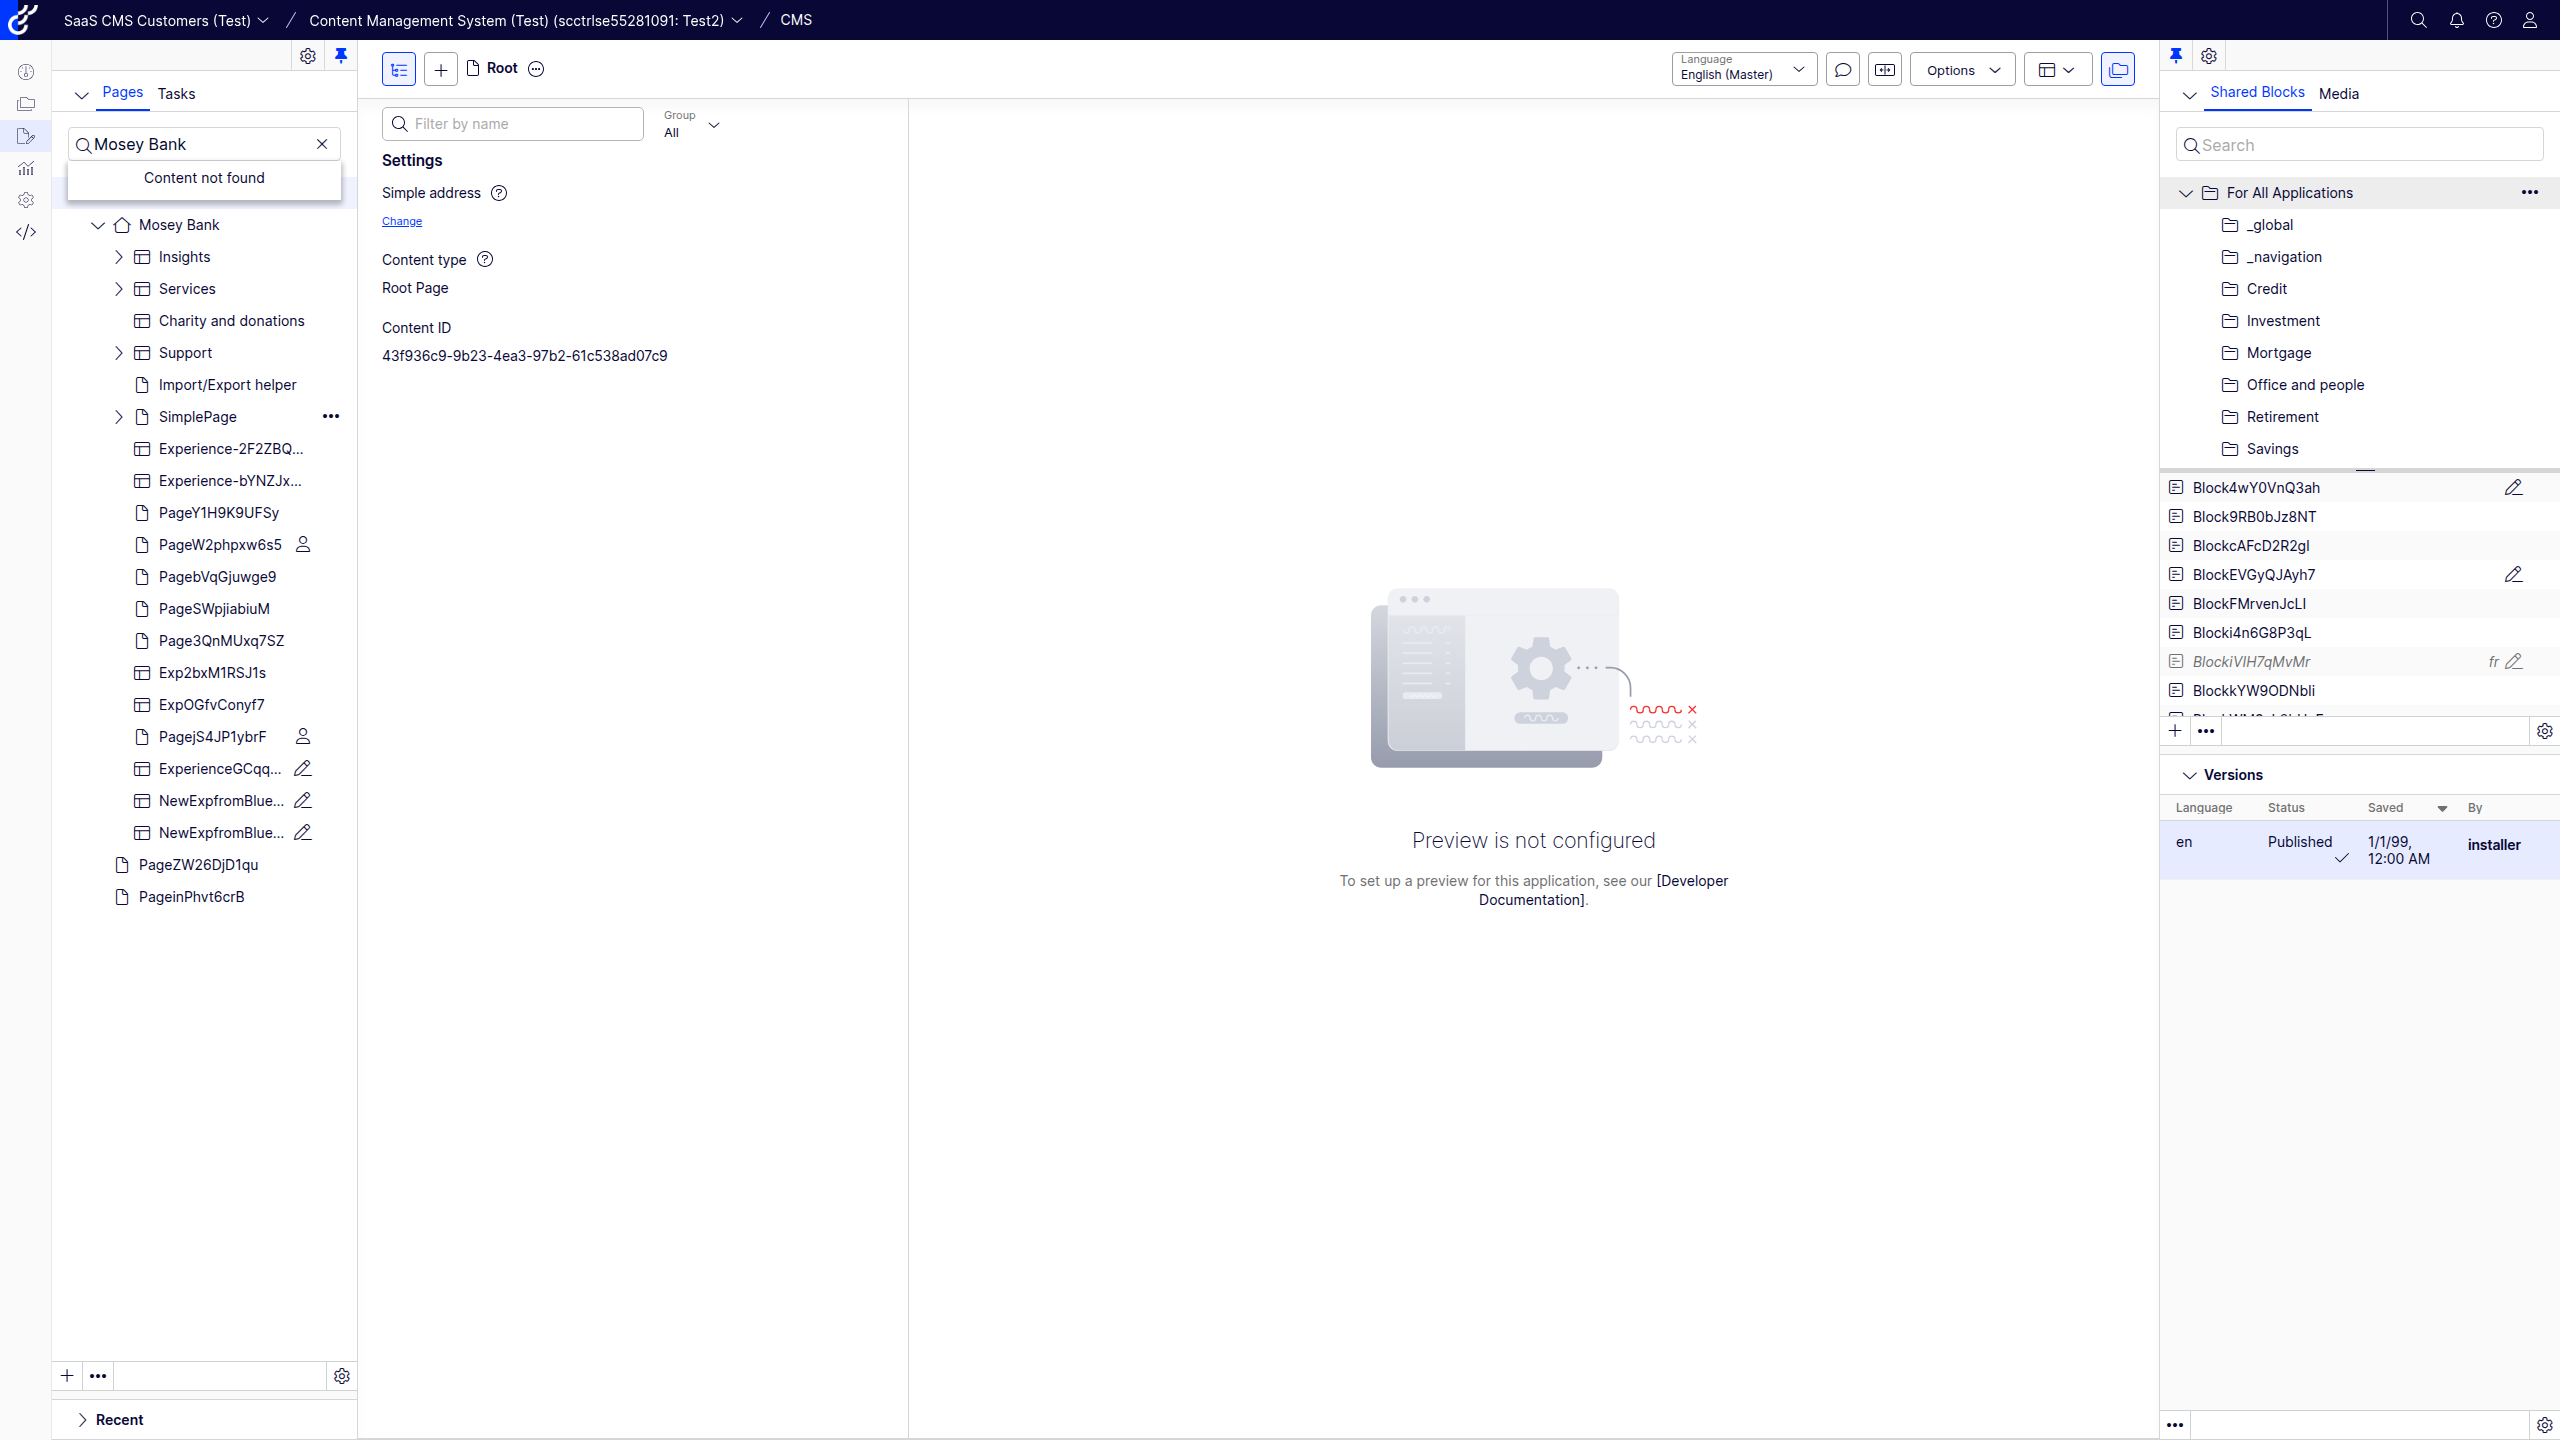 SaaS CMS Customers (Test)
Content Management System (Test) (scctrlse55281091: Test2)
CMS
Pages
Tasks
Mosey Bank
Content not found
Mosey Bank
Insights
Services
Charity and donations
Support
Import/Export helper
SimplePage
Experience-2F2ZBQ...
Experience-bYNZJx...
PageY1H9K9UFSy
PageW2phpxw6s5
PagebVqGjuwge9
PageSWpjiabiuM
Page3QnMUxq7SZ
Exp2bxM1RSJ1s
ExpOGfvConyf7
PagejS4JP1ybrF
ExperienceGCqq...
NewExpfromBlue...
NewExpfromBlue...
PageZW26DjD1qu
PageinPhvt6crB
Recent
Root
Language
English (Master)
Options
Filter by name
Group
All
Settings
Simple address
Change
Content type
Root Page
Content ID
43f936c9-9b23-4ea3-97b2-61c538ad07c9
Preview is not configured
To set up a preview for this application, see our [Developer
Documentation].
Shared Blocks
Media
Search
For All Applications
_global
_navigation
Credit
Investment
Mortgage
Office and people
Retirement
Savings
Block4wY0VnQ3ah
Block9RB0bJz8NT
BlockcAFcD2R2gI
BlockEVGyQJAyh7
BlockFMrvenJcLI
Blocki4n6G8P3qL
BlockiVIH7qMvMr
fr
BlockkYW9ODNbIi
Versions
Language
Status
Saved
By
en
Published
1/1/99,
12:00 AM
installer